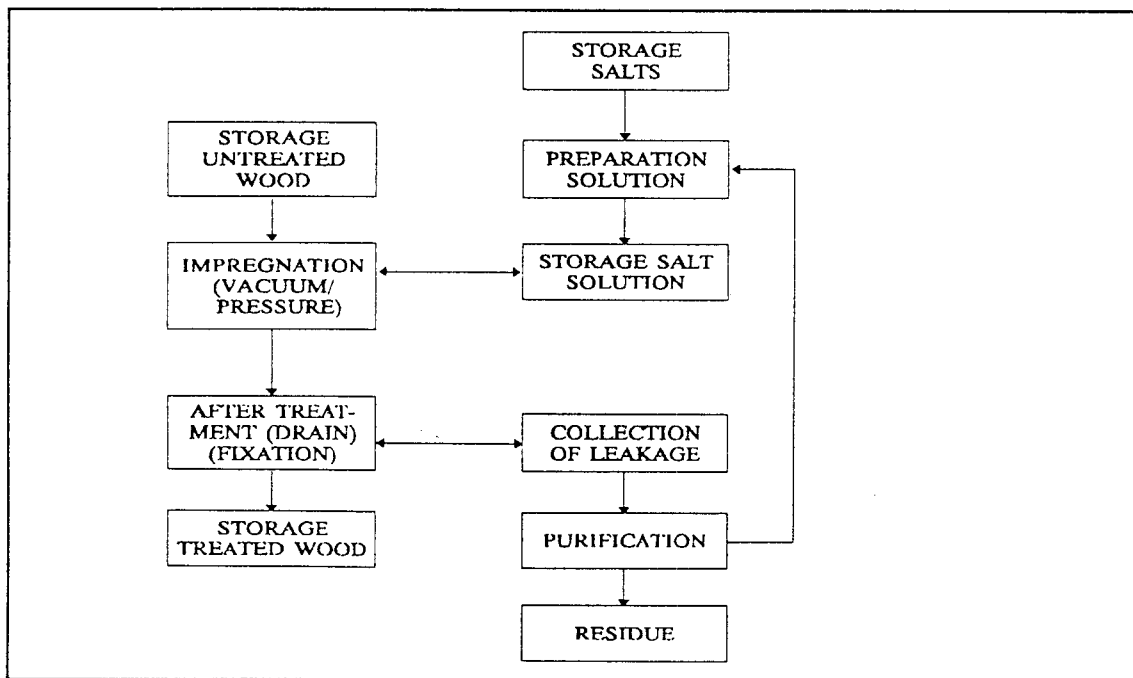 STORAGE
SALTS
STORAGE
UNTREATED
WOOD
PREPARATION
SOLUTION
IMPREGNATION
(VACUUM/
PRESSURE)
STORAGE SALT
SOLUTION
AFTER TREAT-
MENT (DRAIN)
(FIXATION)
COLLECTION
OF LEAKAGE
STORAGE
TREATED WOOD
PURIFICATION
RESIDUE